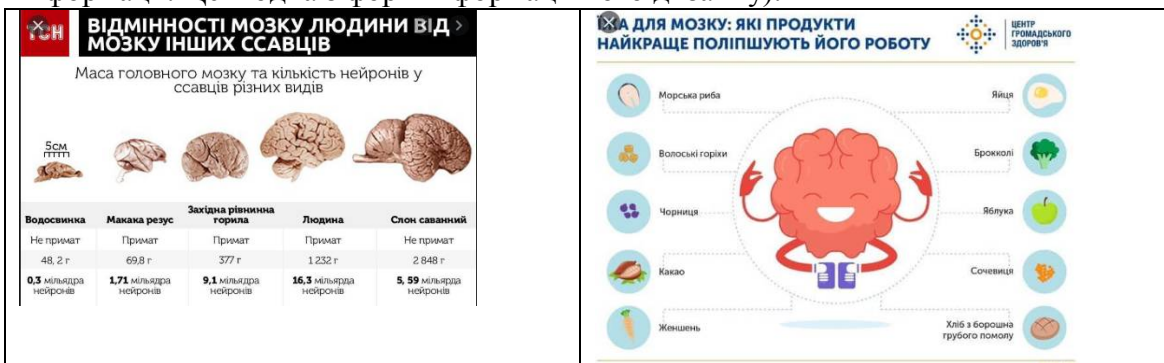 ТСН
ВІДМІННОСТІ МОЗКУ ЛЮДИНИ ВІД
МОЗКУ ІНШИХ ССАВЦІВ
Маса головного мозку та кількість нейронів у
ссавців різних видів
5см
Водосвинка
Макака резус
Західна рівнинна
горила
Людина
Слон саванний
Не примат
Примат
Примат
Примат
Не примат
48, 2 г
69,8 г
377 г
1 232 г
2 848 г
0,3 мільярда
нейронів
1,71 мільярда
нейронів
9,1 мільярда
нейронів
16,3 мільярда
нейронів
5, 59 мільярда
нейронів
ДЛЯ МОЗКУ: ЯКІ ПРОДУКТИ
НАЙКРАЩЕ ПОЛІПШУЮТЬ ЙОГО РОБОТУ
ЦЕНТР
ГРОМАДСЬКОГО
ЗДОРОВ'Я
Морська риба
Волоські горіхи
Чорниця
Какао
Женшень
Яйця
Брокколі
Яблука
Сочевиця
Хліб з борошна
грубого помолу